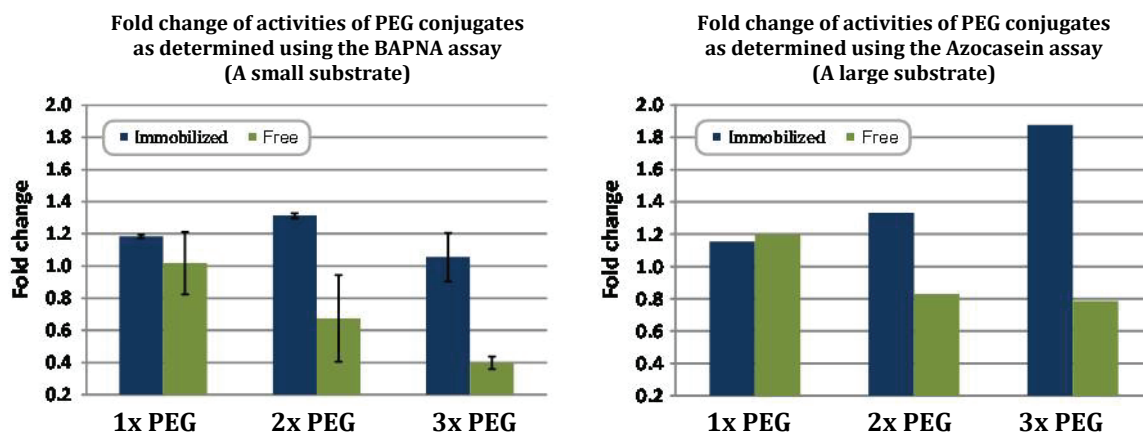 Fold change of activities of PEG conjugates
as determined using the BAPNA assay
(A small substrate)
2.0
1.8
1.6
1.4
1.2
1.0
0.8
0.6
0.4
0.2
Fold change
Immobilized Free
1x PEG 2x PEG 3x PEG
Fold change of activities of PEG conjugates
as determined using the Azocasein assay
(A large substrate)
2.0
1.8
1.6
1.4
1.2
1.0
0.8
0.6
0.4
0.2
Fold change
Immobilized Free
1x PEG 2x PEG 3x PEG